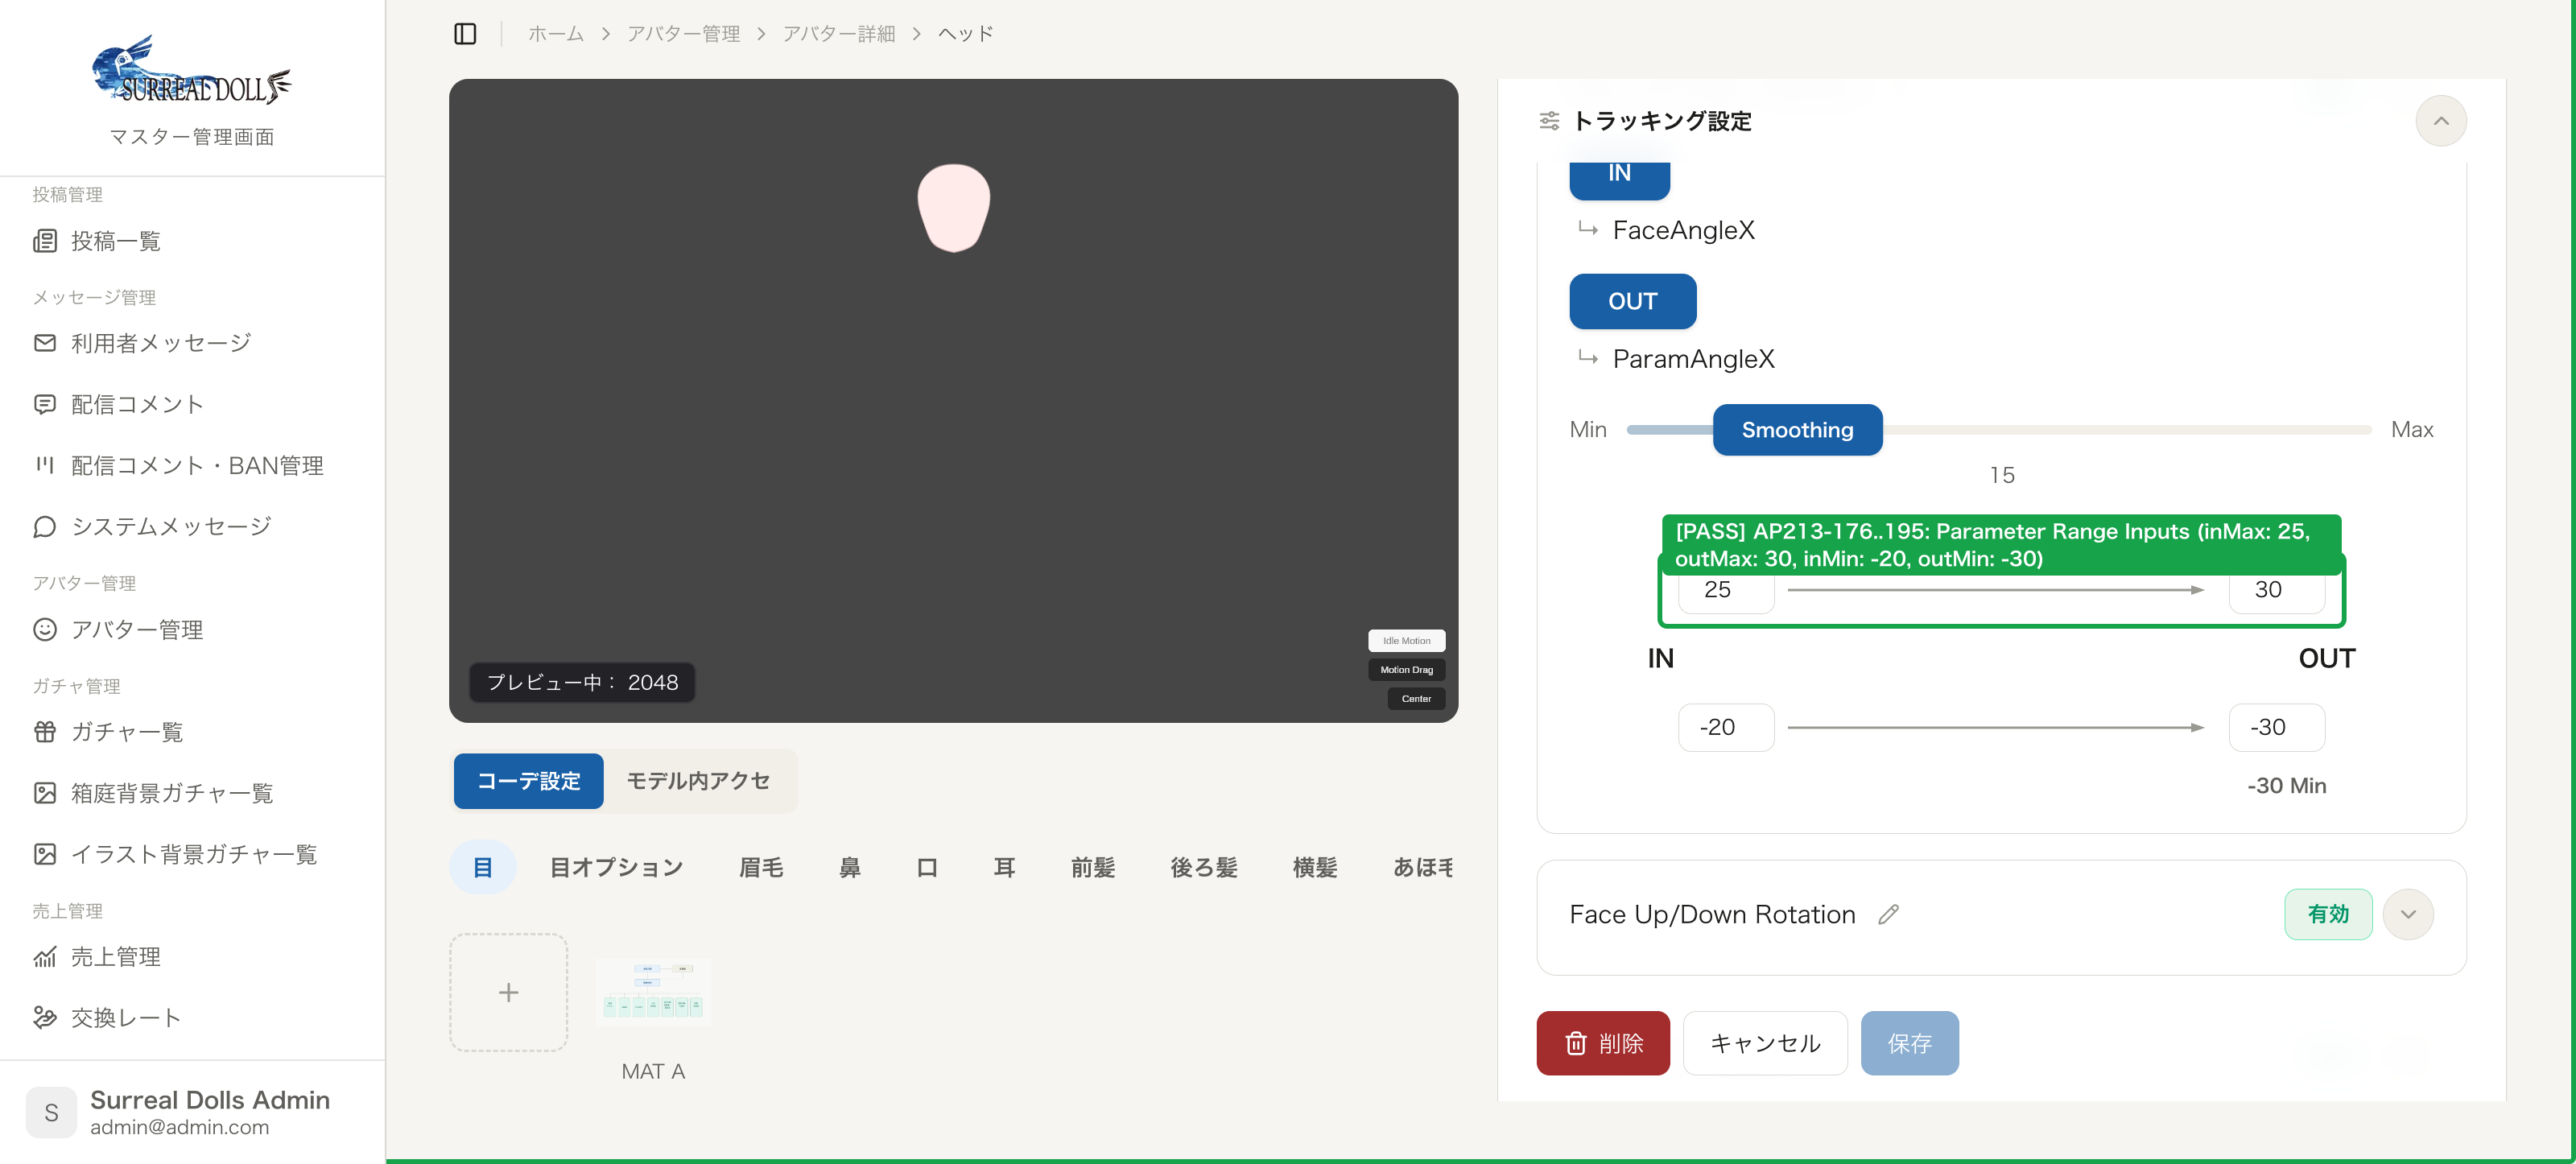 SURREAL DOLLS
マスター管理画面
投稿管理
投稿一覧
メッセージ管理
利用者メッセージ
配信コメント
配信コメント・BAN管理
システムメッセージ
アバター管理
アバター管理
ガチャ管理
ガチャ一覧
箱庭背景ガチャ一覧
イラスト背景ガチャ一覧
売上管理
売上管理
交換レート
S
Surreal Dolls Admin
admin@admin.com
ホーム > アバター管理 > アバター詳細 > ヘッド
プレビュー中： 2048
Idle Motion
Motion Drag
Center
コーデ設定 モデル内アクセ
目 目オプション 眉毛 鼻 口 耳 前髪 後ろ髪 横髪 あほ毛
MAT A
トラッキング設定
IN
FaceAngleX
OUT
ParamAngleX
Min Smoothing Max
15
[PASS] AP213-176..195: Parameter Range Inputs (inMax: 25,
outMax: 30, inMin: -20, outMin: -30)
25 30
IN OUT
-20 -30
-30 Min
Face Up/Down Rotation 有効
削除 キャンセル 保存